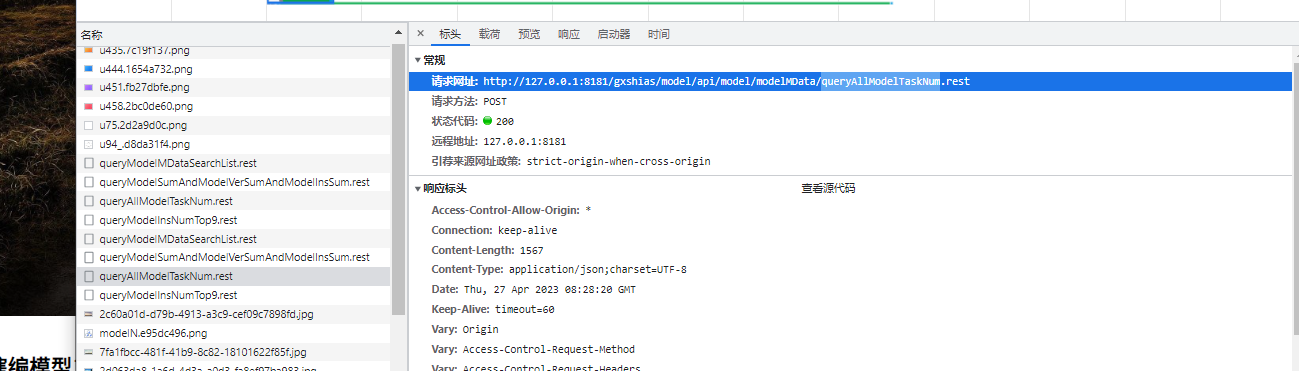 名称
u435.7c19f137.png
u444.1654a732.png
u451.fb27dbfe.png
u458.2bc0de60.png
u75.2d2a9d0c.png
u94_.d8da31f4.png
queryModelMDataSearchList.rest
queryModelSumAndModelVerSumAndModelInsSum.rest
queryAllModelTaskNum.rest
queryModelInsNumTop9.rest
queryModelMDataSearchList.rest
queryModelSumAndModelVerSumAndModelInsSum.rest
queryAllModelTaskNum.rest
queryModelInsNumTop9.rest
2c60a01d-d79b-4913-a3c9-cef09c7898fd.jpg
modelN.e95dc496.png
7fa1fbcc-481f-41b9-8c82-18101622f85f.jpg
2d063da8-1a6d-4d3a-a0d3-fa8ef97ba983.jpg
× 标头 载荷 预览 响应 启动器 时间
常规
请求网址: http://127.0.0.1:8181/gxshias/model/api/model/modelMData/queryAllModelTaskNum.rest
请求方法: POST
状态代码: 200
远程地址: 127.0.0.1:8181
引荐来源网址政策: strict-origin-when-cross-origin
响应标头 查看源代码
Access-Control-Allow-Origin: *
Connection: keep-alive
Content-Length: 1567
Content-Type: application/json;charset=UTF-8
Date: Thu, 27 Apr 2023 08:28:20 GMT
Keep-Alive: timeout=60
Vary: Origin
Vary: Access-Control-Request-Method
Vary: Access-Control-Request-Headers
编模型